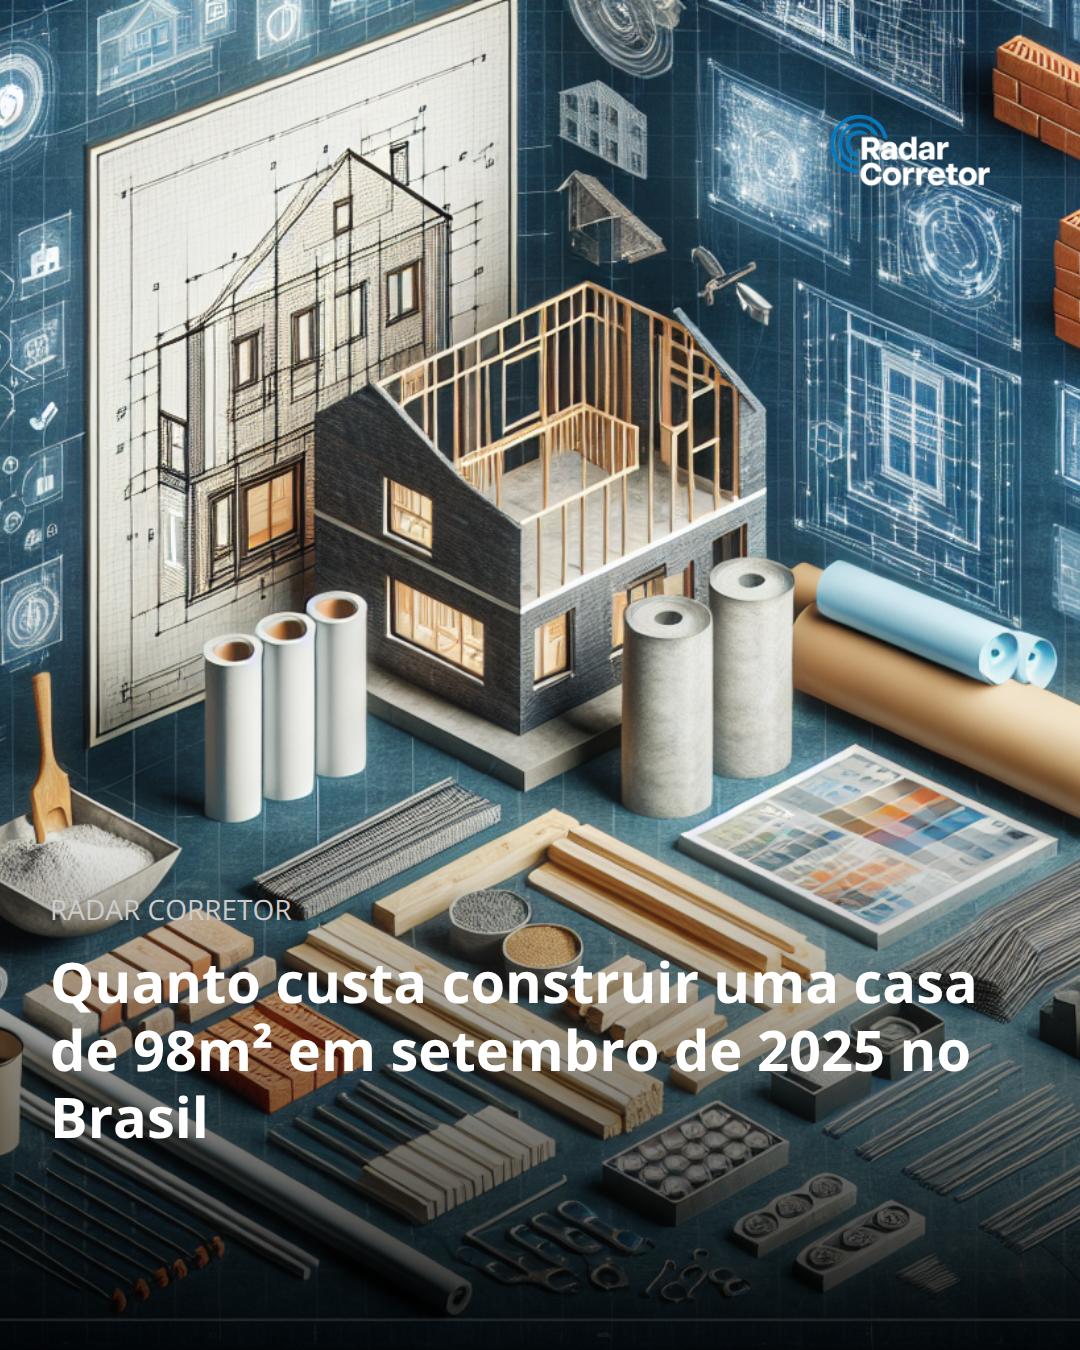 Radar
Corretor
RADAR CORRETOR
Quanto custa construir uma casa
de 98m² em setembro de 2025 no
Brasil